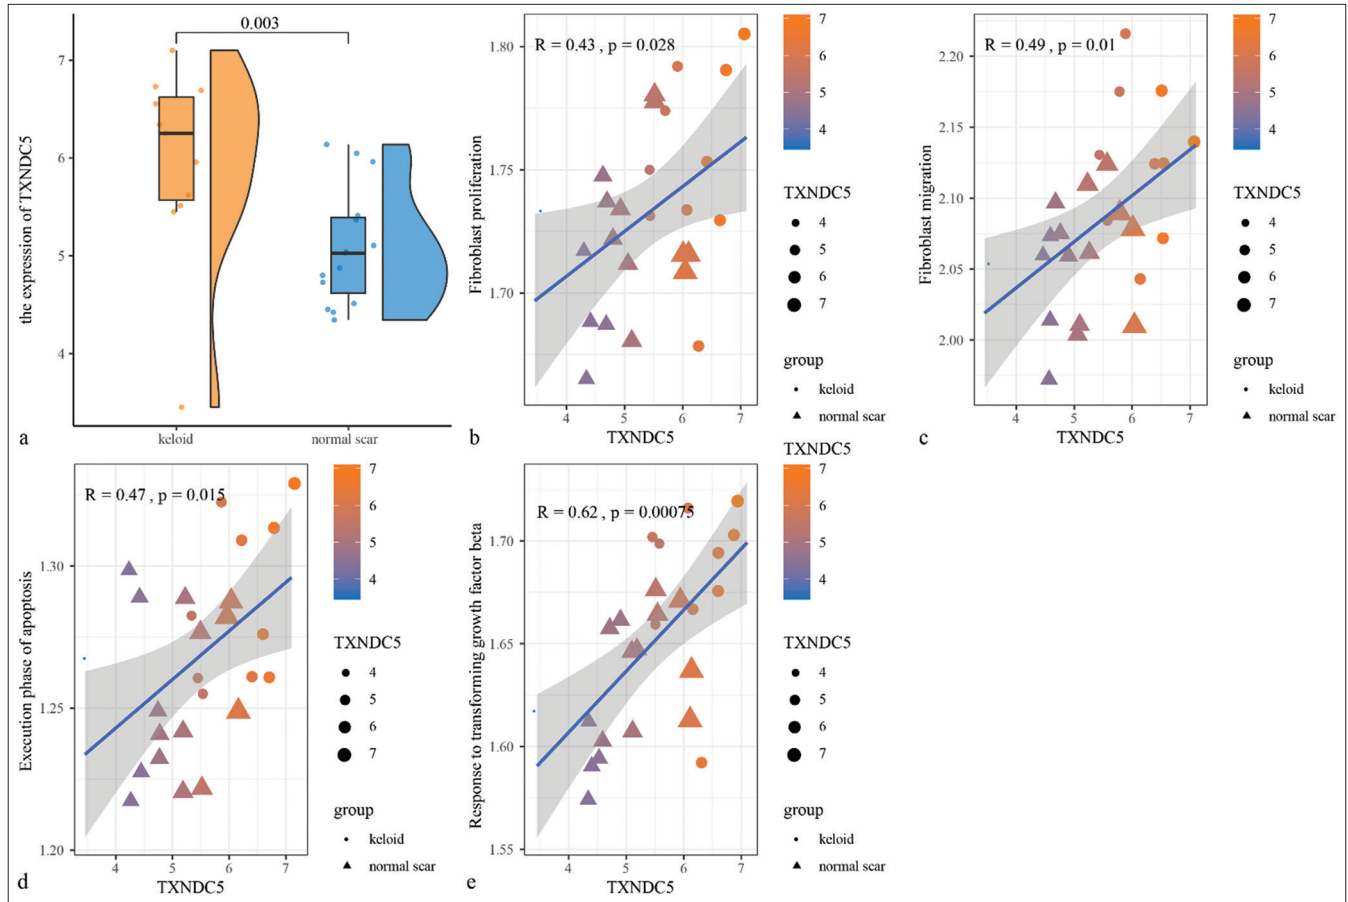 0.003
7
6
5
4
the expression of TXNDC5
keloid
normal scar
a
R = 0.43 , p = 0.028
1.80
1.75
1.70
Fibroblast proliferation
4
5
6
7
TXNDC5
b
7
6
5
4
TXNDC5
4
5
6
7
group
keloid
normal scar
R = 0.49 , p = 0.01
2.20
2.15
2.10
2.05
2.00
Fibroblast migration
4
5
6
7
TXNDC5
c
7
6
5
4
TXNDC5
4
5
6
7
group
keloid
normal scar
R = 0.47 , p = 0.015
1.30
1.25
1.20
Execution phase of apoptosis
4
5
6
7
TXNDC5
d
7
6
5
4
TXNDC5
4
5
6
7
group
keloid
normal scar
R = 0.62 , p = 0.00075
1.70
1.65
1.60
1.55
Response to transforming growth factor beta
4
5
6
7
TXNDC5
e
TXNDC5
7
6
5
4
TXNDC5
4
5
6
7
group
keloid
normal scar